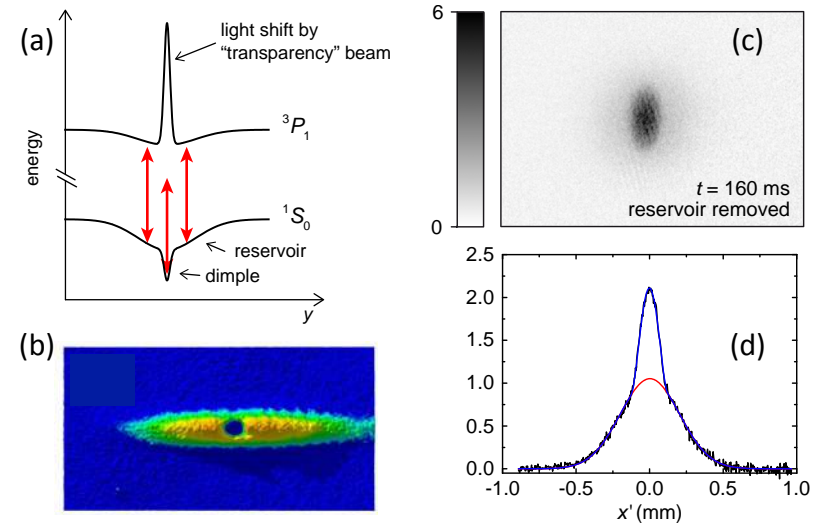 (a)
light shift by
"transparency" beam
³P₁
energy
¹S₀
reservoir
dimple
y
(b)
6
(c)
t = 160 ms
0
reservoir removed
2.5
2.0
(d)
1.5
1.0
0.5
0.0
-1.0 -0.5 0.0 0.5 1.0
x' (mm)